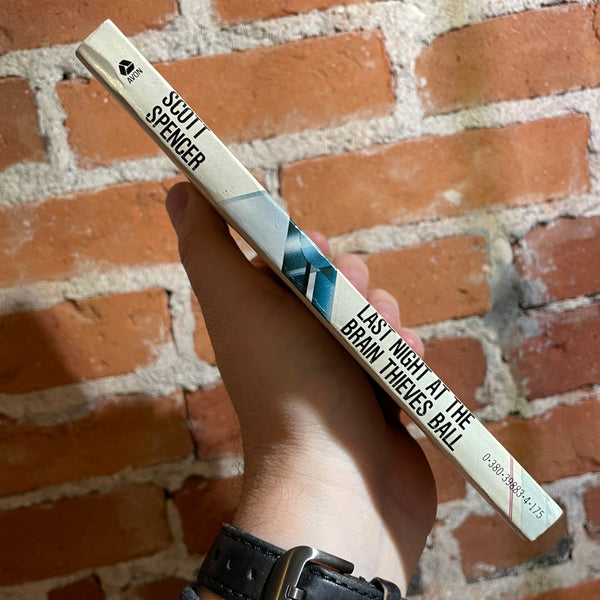 AVON
SCOTT
SPENCER
LAST NIGHT AT THE
BRAIN THIEVES BALL
0-380-39883-4-175